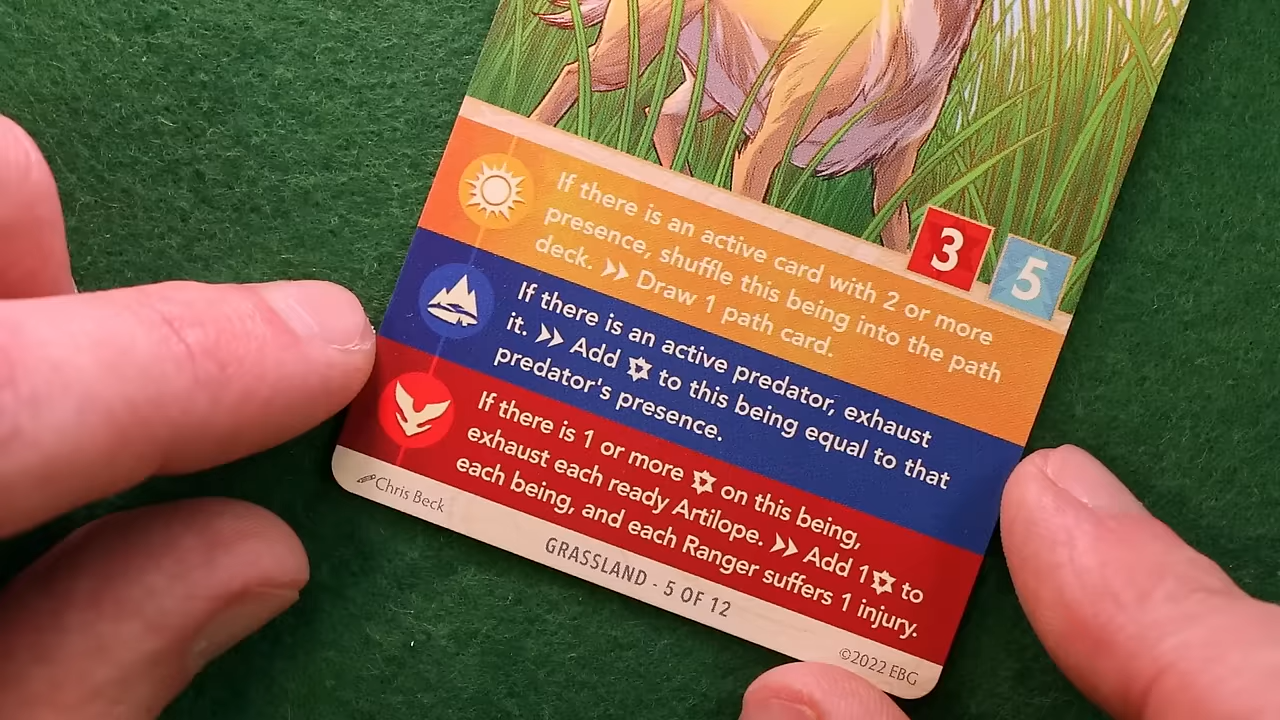 3
5
If there is an active card with 2 or more
presence, shuffle this being into the path
deck. >> Draw 1 path card.
If there is an active predator, exhaust
it. >> Add to this being equal to that
predator's presence.
If there is 1 or more on this being,
exhaust each ready Artilope. >> Add 1 to
each being, and each Ranger suffers 1 injury.
Chris Beck
GRASSLAND - 5 OF 12
©2022 EBG